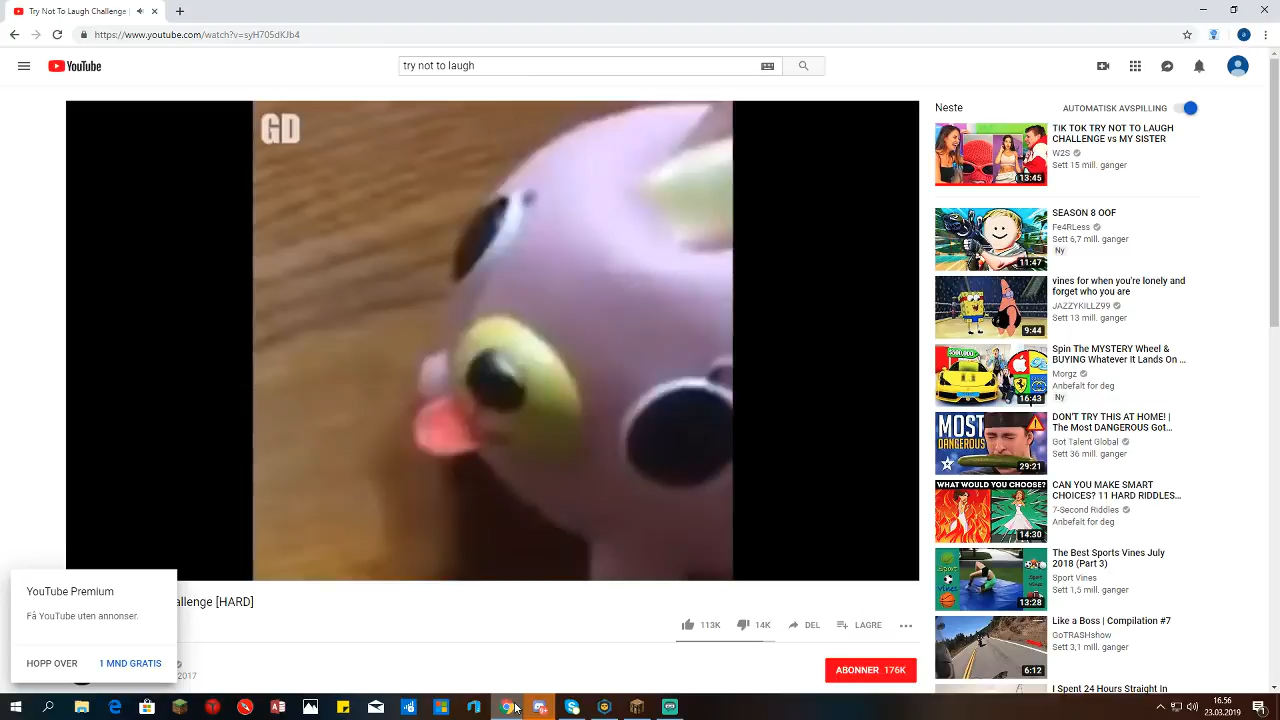 Try Not To Laugh Challenge
https://www.youtube.com/watch?v=syH705dKJb4
YouTube
try not to laugh
GD
Neste
AUTOMATISK AVSPILLING
TIK TOK TRY NOT TO LAUGH
CHALLENGE vs MY SISTER
W2S
Sett 15 mill. ganger
13:45
SEASON 8 OOF
Fe4RLess
Sett 6,7 mill. ganger
Ny
11:47
vines for when you're lonely and
forget who you are
JAZZYKILLZ99
Sett 13 mill. ganger
9:44
Spin The MYSTERY Wheel &
BUYING Whatever It Lands On ...
Morgz
Anbefalt for deg
Ny
16:43
MOST
DANGEROUS
DON'T TRY THIS AT HOME! |
The Most DANGEROUS Got...
Got Talent Global
Sett 36 mill. ganger
29:21
WHAT WOULD YOU CHOOSE?
CAN YOU MAKE SMART
CHOICES? 11 HARD RIDDLES...
7-Second Riddles
Anbefalt for deg
14:30
Sport
vines
The Best Sports Vines July
2018 (Part 3)
Sport Vines
Sett 1,5 mill. ganger
13:28
Like a Boss | Compilation #7
GoTRASHshow
Sett 3,1 mill. ganger
6:12
I Spent 24 Hours Straight In
allenge [HARD]
113K
14K
DEL
LAGRE
ABONNER 176K
2017
YouTube Premium
Få YouTube uten annonser.
HOPP OVER
1 MND GRATIS
16.56
23.03.2019